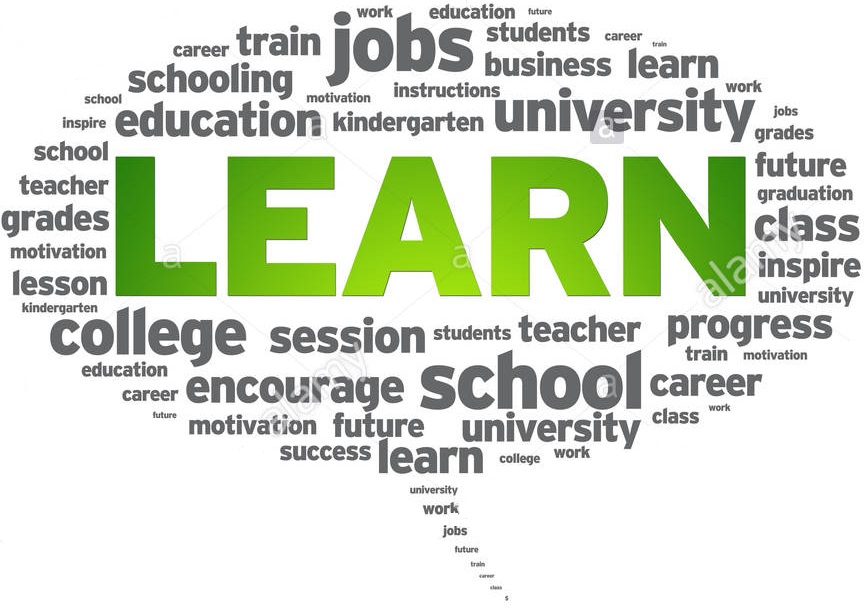 work education future
career train jobs students career train
schooling business learn
school motivation instructions work
inspire education kindergarten university jobs
grades
school LEARN future
teacher graduation
grades class
motivation inspire
lesson university
kindergarten
college session students teacher progress
train motivation
education
career encourage school career
future motivation future university class work
success learn college work
university
work
jobs
future
train
career
class
s
a
a
a
a
a
alamy
alamy